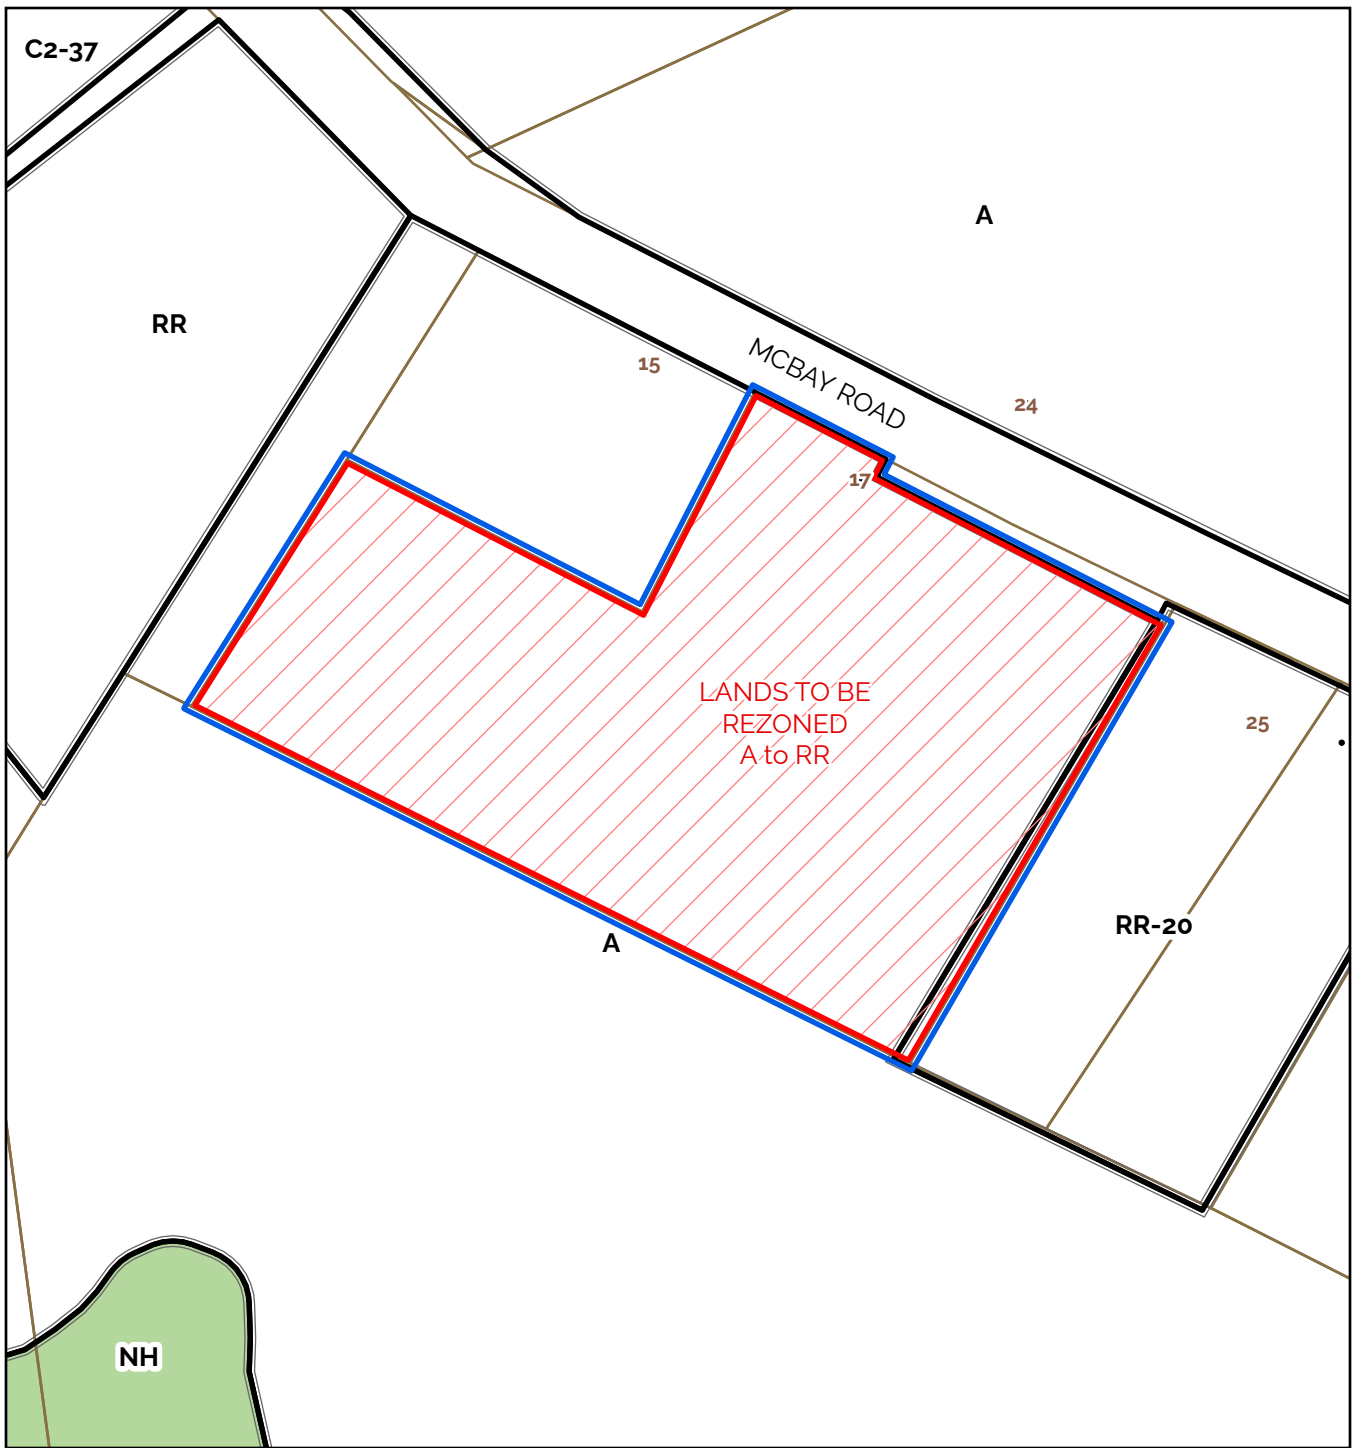 C2-37
A
RR
MCBAY ROAD
15
24
17
LANDS TO BE
REZONED
A to RR
25
RR-20
A
NH